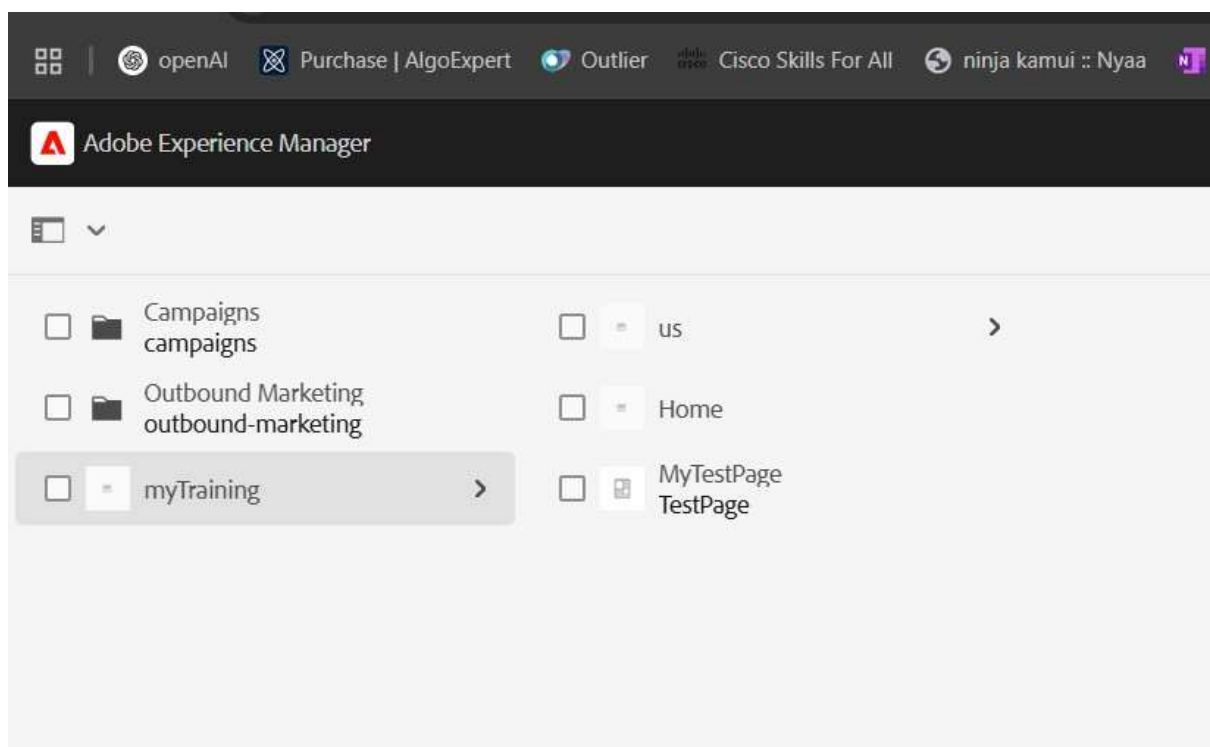 openAI Purchase | AlgoExpert Outlier Cisco Skills For All ninja kamui :: Nyaa N
Adobe Experience Manager
Campaigns
campaigns
us
Outbound Marketing
outbound-marketing
Home
myTraining
MyTestPage
TestPage